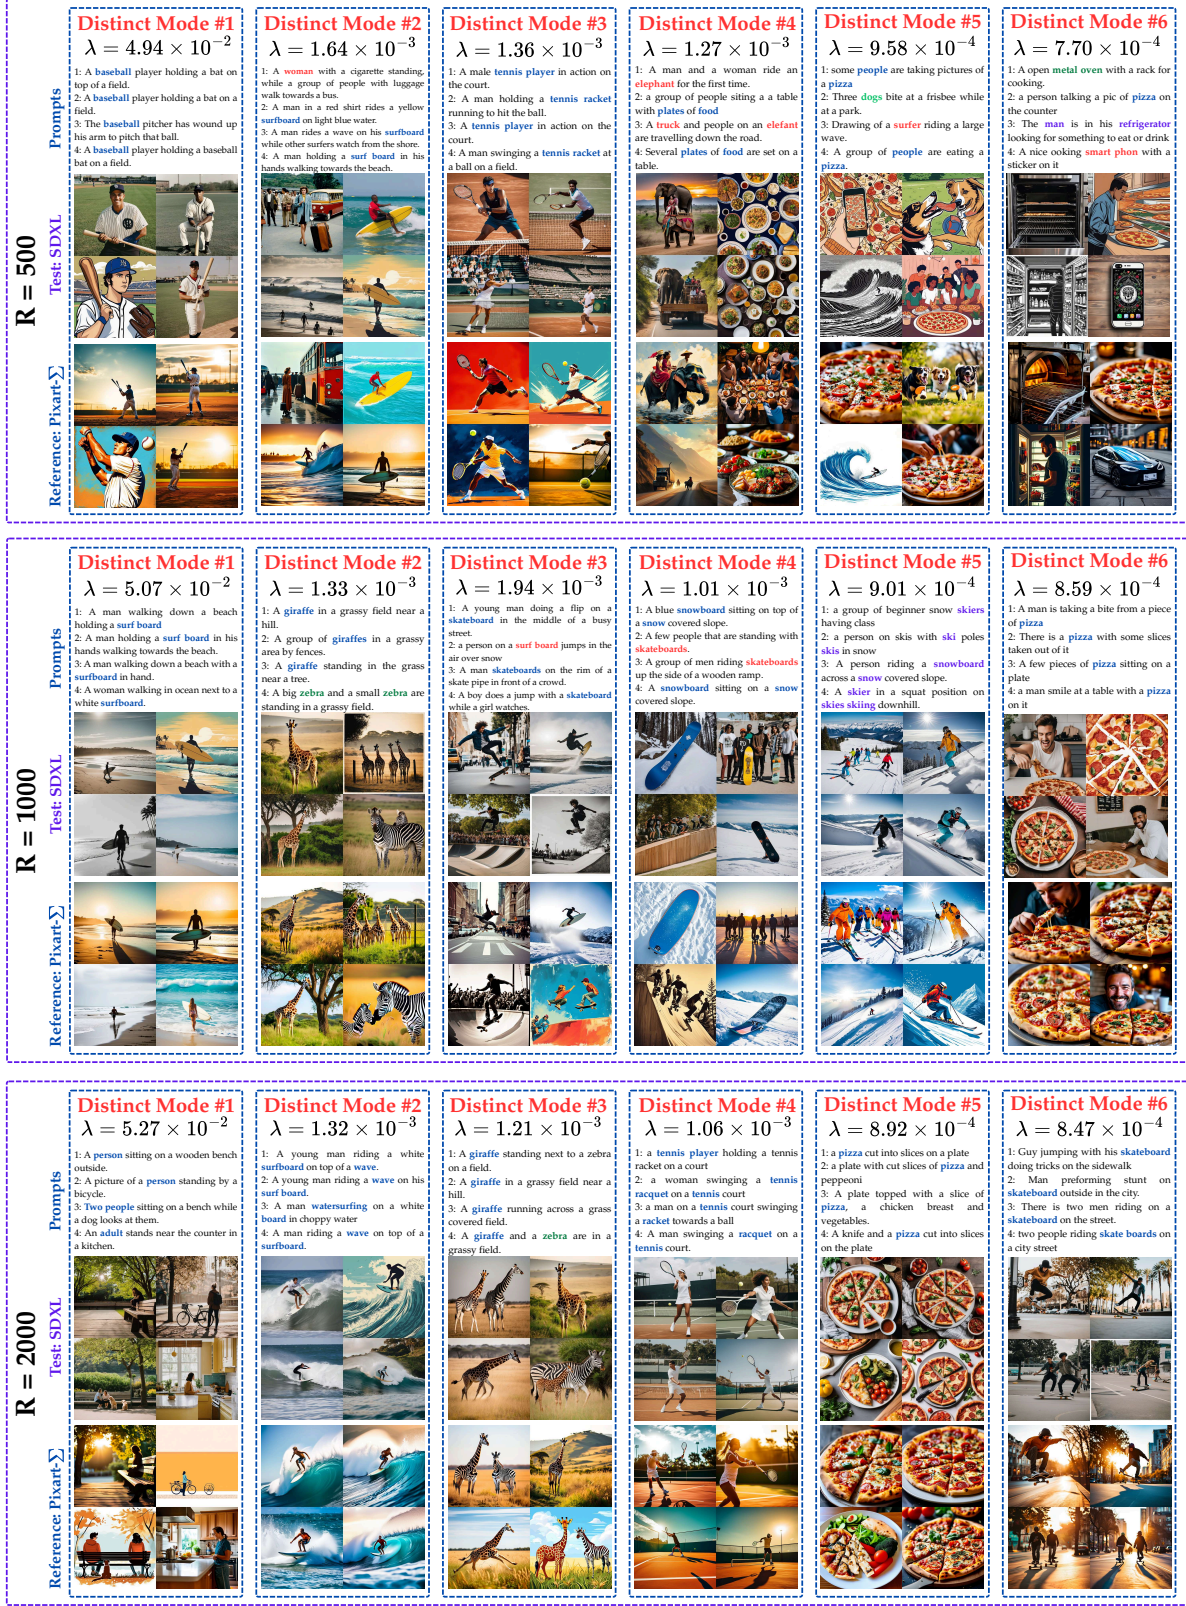 R = 500
Prompts
Test: SDXL
Reference: Pixart-∑
Distinct Mode #1
λ = 4.94 × 10⁻²
1: A baseball player holding a bat on
top of a field.
2: A baseball player holding a bat on a
field.
3: The baseball pitcher has wound up
his arm to pitch that ball.
4: A baseball player holding a baseball
bat on a field.
Distinct Mode #2
λ = 1.64 × 10⁻³
1: A woman with a cigarette standing,
while a group of people with luggage
walk towards a bus.
2: A man in a red shirt rides a yellow
surfboard on light blue water.
3: A man rides a wave on his surfboard
while other surfers watch from the shore.
4: A man holding a surf board in his
hands walking towards the beach.
Distinct Mode #3
λ = 1.36 × 10⁻³
1: A male tennis player in action on
the court.
2: A man holding a tennis racket
running to hit the ball.
3: A tennis player in action on the
court.
4: A man swinging a tennis racket at
a ball on a field.
Distinct Mode #4
λ = 1.27 × 10⁻³
1: A man and a woman ride an
elephant for the first time.
2: a group of people siting a a table
with plates of food
3: A truck and people on an elefant
are travelling down the road.
4: Several plates of food are set on a
table.
Distinct Mode #5
λ = 9.58 × 10⁻⁴
1: some people are taking pictures of
a pizza
2: Three dogs bite at a frisbee while
at a park.
3: Drawing of a surfer riding a large
wave.
4: A group of people are eating a
pizza.
Distinct Mode #6
λ = 7.70 × 10⁻⁴
1: A open metal oven with a rack for
cooking.
2: a person talking a pic of pizza on
the counter
3: The man is in his refrigerator
looking for something to eat or drink
4: A nice ooking smart phon with a
sticker on it
R = 1000
Prompts
Test: SDXL
Reference: Pixart-∑
Distinct Mode #1
λ = 5.07 × 10⁻²
1: A man walking down a beach
holding a surf board
2: A man holding a surf board in his
hands walking towards the beach.
3: A man walking down a beach with a
surfboard in hand.
4: A woman walking in ocean next to a
white surfboard.
Distinct Mode #2
λ = 1.33 × 10⁻³
1: A giraffe in a grassy field near a
hill.
2: A group of giraffes in a grassy
area by fences.
3: A giraffe standing in the grass
near a tree.
4: A big zebra and a small zebra are
standing in a grassy field.
Distinct Mode #3
λ = 1.94 × 10⁻³
1: A young man doing a flip on a
skateboard in the middle of a busy
street.
2: a person on a surf board jumps in the
air over snow
3: A man skateboards on the rim of a
skate pipe in front of a crowd.
4: A boy does a jump with a skateboard
while a girl watches.
Distinct Mode #4
λ = 1.01 × 10⁻³
1: A blue snowboard sitting on top of
a snow covered slope.
2: A few people that are standing with
skateboards.
3: A group of men riding skateboards
up the side of a wooden ramp.
4: A snowboard sitting on a snow
covered slope.
Distinct Mode #5
λ = 9.01 × 10⁻⁴
1: a group of beginner snow skiers
having class
2: a person on skis with ski poles
skis in snow
3: A person riding a snowboard
across a snow covered slope.
4: A skier in a squat position on
skies skiing downhill.
Distinct Mode #6
λ = 8.59 × 10⁻⁴
1: A man is taking a bite from a piece
of pizza
2: There is a pizza with some slices
taken out of it
3: A few pieces of pizza sitting on a
plate
4: a man smile at a table with a pizza
on it
R = 2000
Prompts
Test: SDXL
Reference: Pixart-∑
Distinct Mode #1
λ = 5.27 × 10⁻²
1: A person sitting on a wooden bench
outside.
2: A picture of a person standing by a
bicycle.
3: Two people sitting on a bench while
a dog looks at them.
4: An adult stands near the counter in
a kitchen.
Distinct Mode #2
λ = 1.32 × 10⁻³
1: A young man riding a white
surfboard on top of a wave.
2: A young man riding a wave on his
surf board.
3: A man watersurfing on a white
board in choppy water
4: A man riding a wave on top of a
surfboard.
Distinct Mode #3
λ = 1.21 × 10⁻³
1: A giraffe standing next to a zebra
on a field.
2: A giraffe in a grassy field near a
hill.
3: A giraffe running across a grass
covered field.
4: A giraffe and a zebra are in a
grassy field.
Distinct Mode #4
λ = 1.06 × 10⁻³
1: a tennis player holding a tennis
racket on a court
2: a woman swinging a tennis
racquet on a tennis court
3: a man on a tennis court swinging
a racket towards a ball
4: A man swinging a racquet on a
tennis court.
Distinct Mode #5
λ = 8.92 × 10⁻⁴
1: a pizza cut into slices on a plate
2: a plate with cut slices of pizza and
peppeoni
3: A plate topped with a slice of
pizza, a chicken breast and
vegetables.
4: A knife and a pizza cut into slices
on the plate
Distinct Mode #6
λ = 8.47 × 10⁻⁴
1: Guy jumping with his skateboard
doing tricks on the sidewalk
2: Man preforming stunt on
skateboard outside in the city.
3: There is two men riding on a
skateboard on the street.
4: two people riding skate boards on
a city street